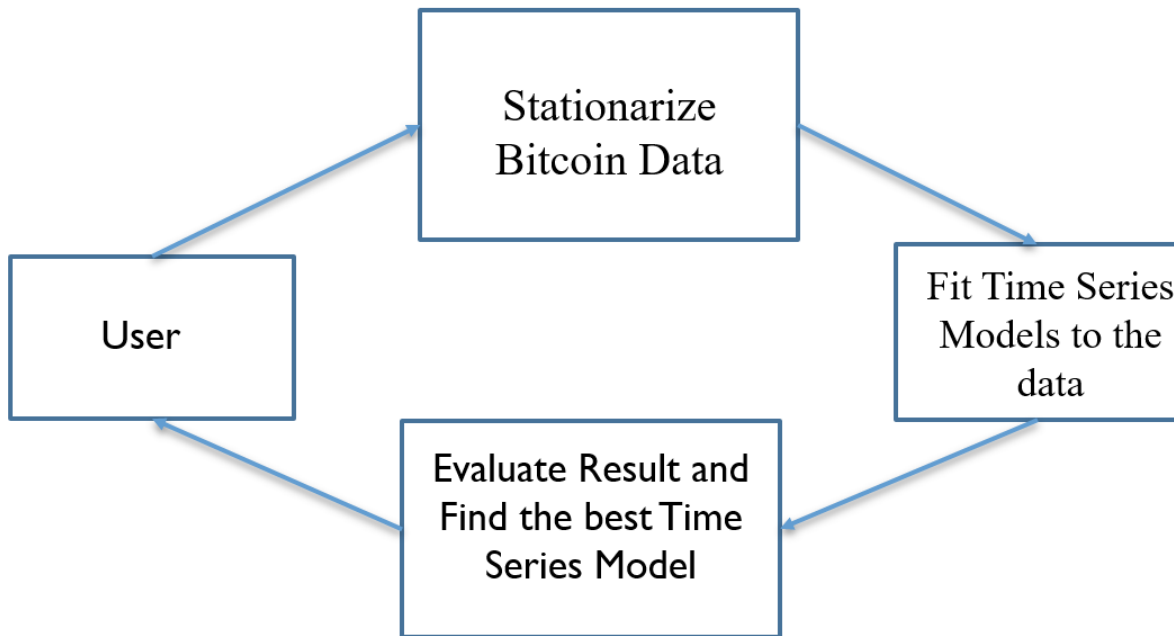 Stationarize
Bitcoin Data
User
Fit Time Series
Models to the
data
Evaluate Result and
Find the best Time
Series Model